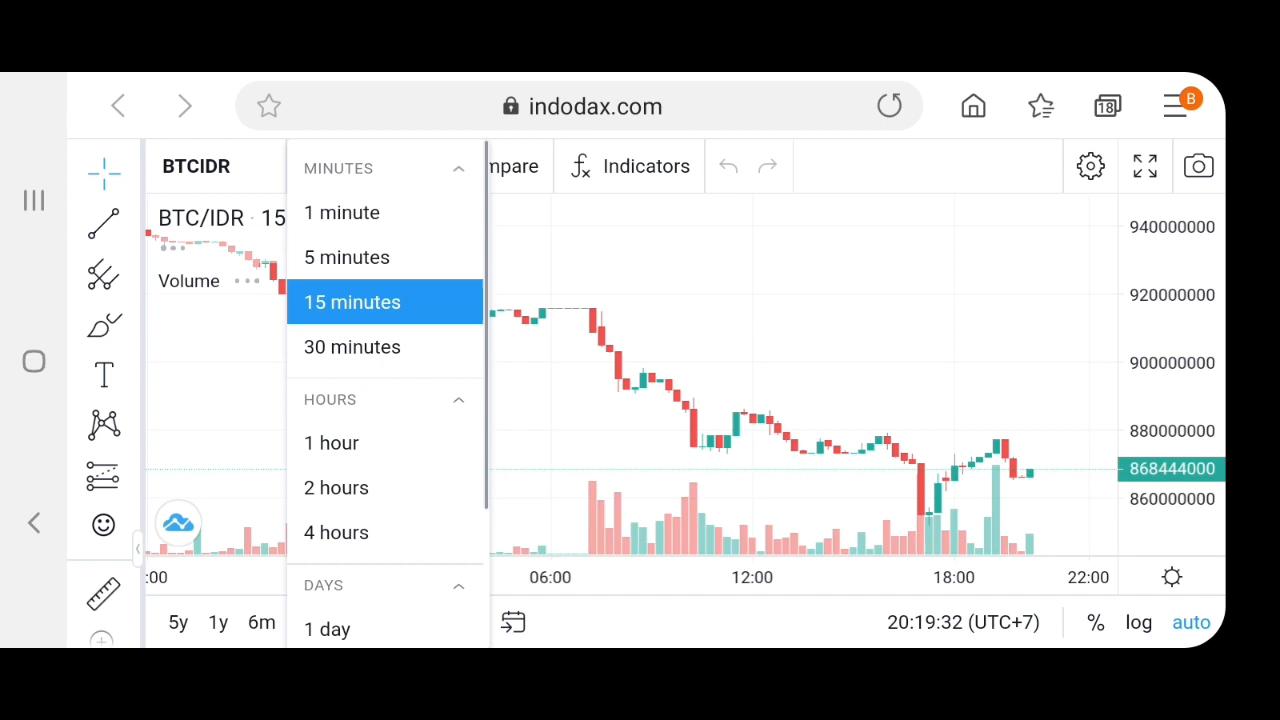 indodax.com
18
B
BTCIDR
mpare
Indicators
BTC/IDR · 15
Volume
MINUTES
1 minute
5 minutes
15 minutes
30 minutes
HOURS
1 hour
2 hours
4 hours
DAYS
1 day
940000000
920000000
900000000
880000000
868444000
860000000
:00
06:00
12:00
18:00
22:00
5y 1y 6m
20:19:32 (UTC+7)
% log auto